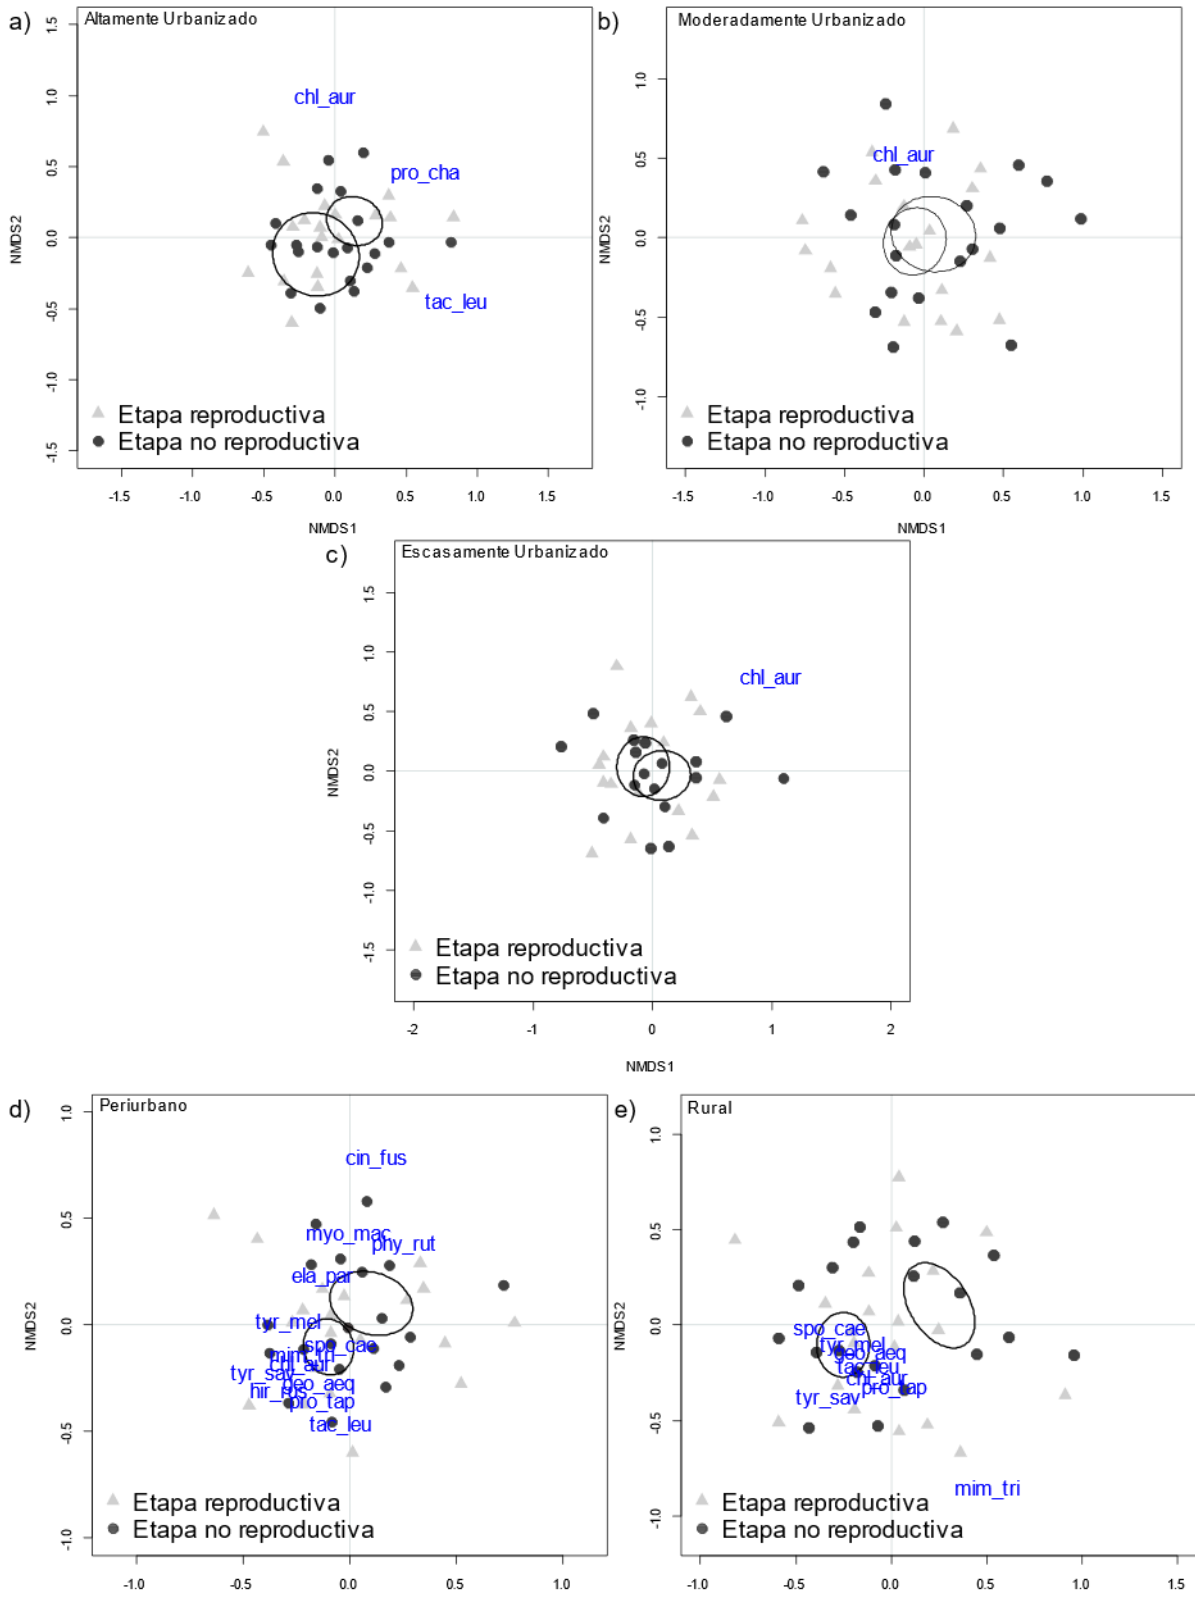 a)
Altamente Urbanizado
1.5
1.0
0.5
0.0
-0.5
-1.0
-1.5
NMDS2
chl_aur
pro_cha
tac_leu
Etapa reproductiva
Etapa no reproductiva
-1.5 -1.0 -0.5 0.0 0.5 1.0 1.5
NMDS1
b)
Moderadamente Urbanizado
1.0
0.5
0.0
-0.5
-1.0
NMDS2
chl_aur
Etapa reproductiva
Etapa no reproductiva
-1.5 -1.0 -0.5 0.0 0.5 1.0 1.5
NMDS1
c)
Escasamente Urbanizado
1.5
1.0
0.5
0.0
-0.5
-1.0
-1.5
NMDS2
chl_aur
Etapa reproductiva
Etapa no reproductiva
-2 -1 0 1 2
NMDS1
d)
Periurbano
1.0
0.5
0.0
-0.5
-1.0
NMDS2
cin_fus
myo_mac
phy_rut
ela_par
tyr_mel
spo_cae
mim_tri
chl_aur
tyr_sav
geo_aeq
hir_rus
pro_tap
tac_leu
Etapa reproductiva
Etapa no reproductiva
-1.0 -0.5 0.0 0.5 1.0
e)
Rural
1.0
0.5
0.0
-0.5
-1.0
NMDS2
spo_cae
tyr_mel
geo_aeq
tac_leu
chl_aur
pro_tap
tyr_sav
mim_tri
Etapa reproductiva
Etapa no reproductiva
-1.0 -0.5 0.0 0.5 1.0 1.5